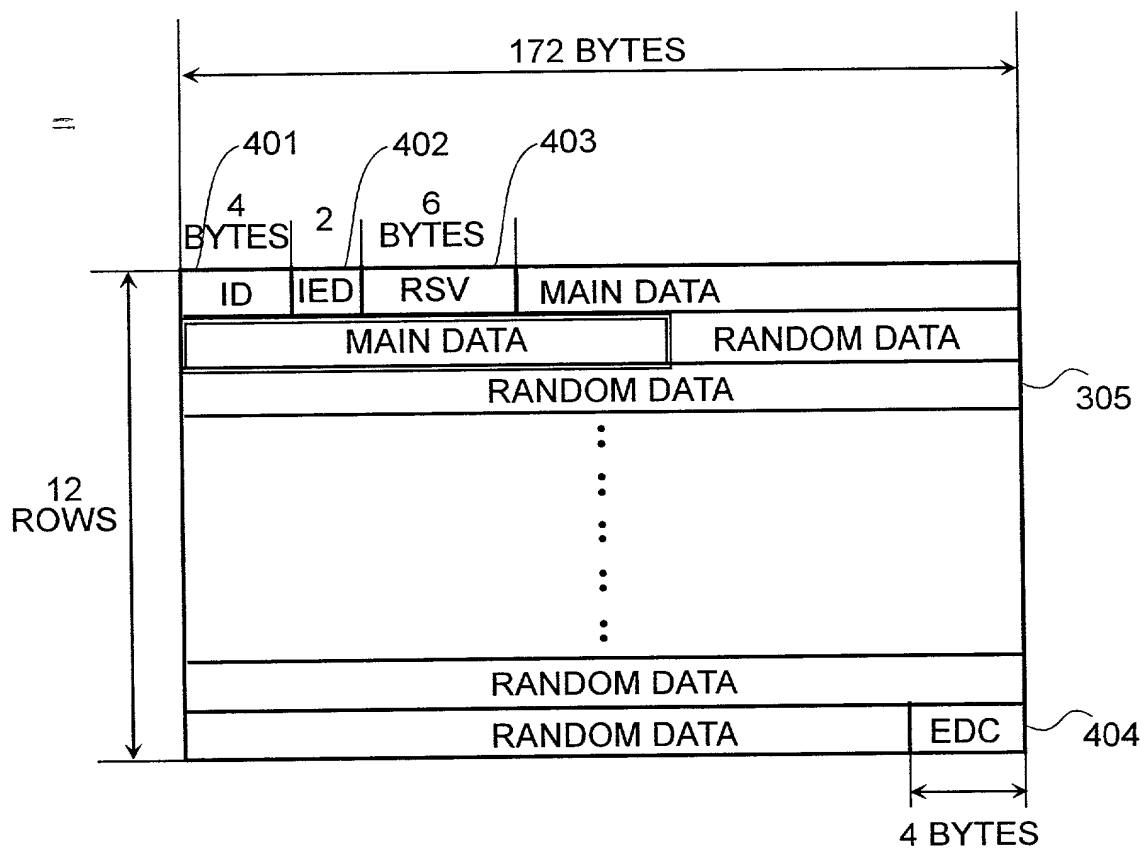 172 BYTES
401
402
403
4
BYTES
2
6
BYTES
ID
IED
RSV
MAIN DATA
MAIN DATA
RANDOM DATA
RANDOM DATA
305
12
ROWS
RANDOM DATA
RANDOM DATA
EDC
404
4 BYTES